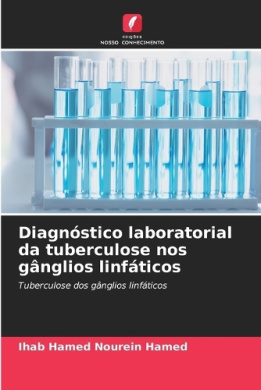 edições
NOSSO CONHECIMENTO
Diagnóstico laboratorial
da tuberculose nos
gânglios linfáticos
Tuberculose dos gânglios linfáticos
Ihab Hamed Nourein Hamed